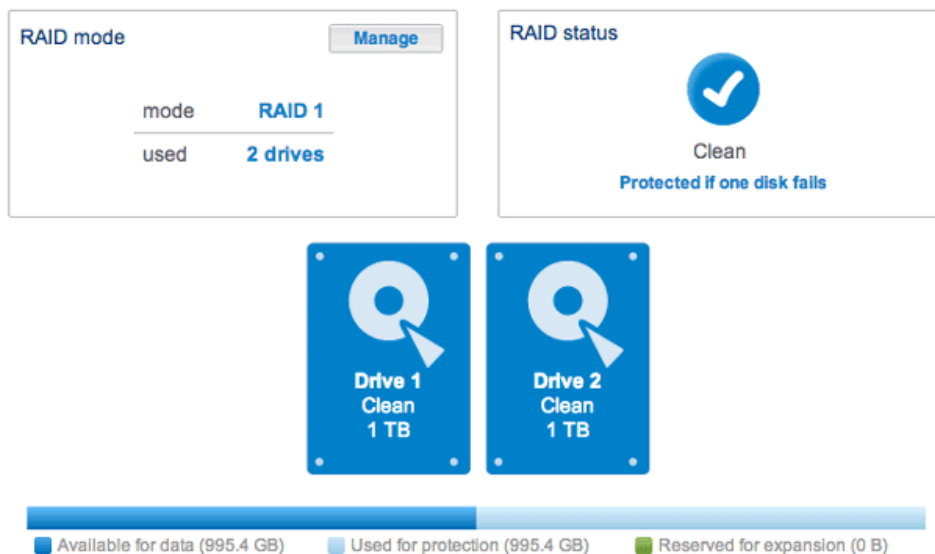 RAID mode
Manage
mode RAID 1
used 2 drives
RAID status
Clean
Protected if one disk fails
Drive 1
Clean
1 TB
Drive 2
Clean
1 TB
Available for data (995.4 GB) Used for protection (995.4 GB) Reserved for expansion (0 B)